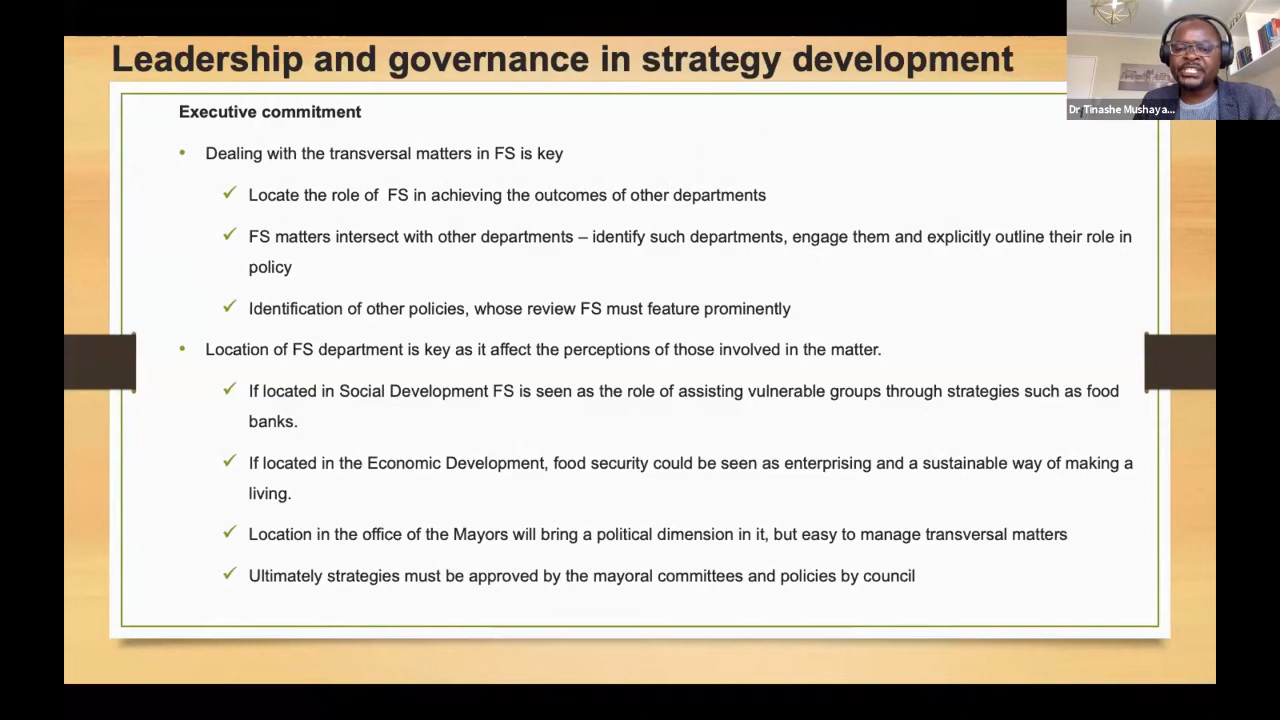 Leadership and governance in strategy development
Dr Tinashe Mushaya...
Executive commitment
• Dealing with the transversal matters in FS is key
✓ Locate the role of FS in achieving the outcomes of other departments
✓ FS matters intersect with other departments – identify such departments, engage them and explicitly outline their role in
policy
✓ Identification of other policies, whose review FS must feature prominently
• Location of FS department is key as it affect the perceptions of those involved in the matter.
✓ If located in Social Development FS is seen as the role of assisting vulnerable groups through strategies such as food
banks.
✓ If located in the Economic Development, food security could be seen as enterprising and a sustainable way of making a
living.
✓ Location in the office of the Mayors will bring a political dimension in it, but easy to manage transversal matters
✓ Ultimately strategies must be approved by the mayoral committees and policies by council